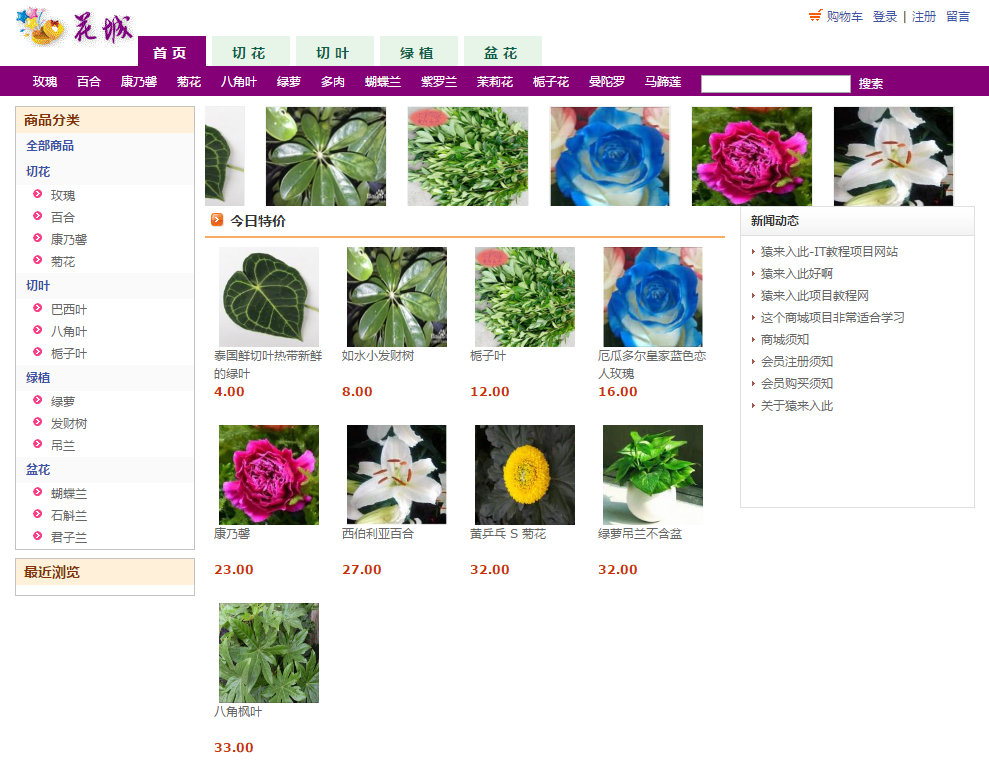 花城
购物车 登录 | 注册 留言
首 页 切 花 切 叶 绿 植 盆 花
玫瑰 百合 康乃馨 菊花 八角叶 绿萝 多肉 蝴蝶兰 紫罗兰 茉莉花 栀子花 曼陀罗 马蹄莲 搜索
商品分类
全部商品
切花
玫瑰
百合
康乃馨
菊花
切叶
巴西叶
八角叶
栀子叶
绿植
绿萝
发财树
吊兰
盆花
蝴蝶兰
石斛兰
君子兰
最近浏览
今日特价
泰国鲜切叶热带新鲜
的绿叶
4.00
如水小发财树
8.00
栀子叶
12.00
厄瓜多尔皇家蓝色恋
人玫瑰
16.00
康乃馨
23.00
西伯利亚百合
27.00
黄乒乓 S 菊花
32.00
绿萝吊兰不含盆
32.00
八角枫叶
33.00
新闻动态
猿来入此-IT教程项目网站
猿来入此好啊
猿来入此项目教程网
这个商城项目非常适合学习
商城须知
会员注册须知
会员购买须知
关于猿来入此